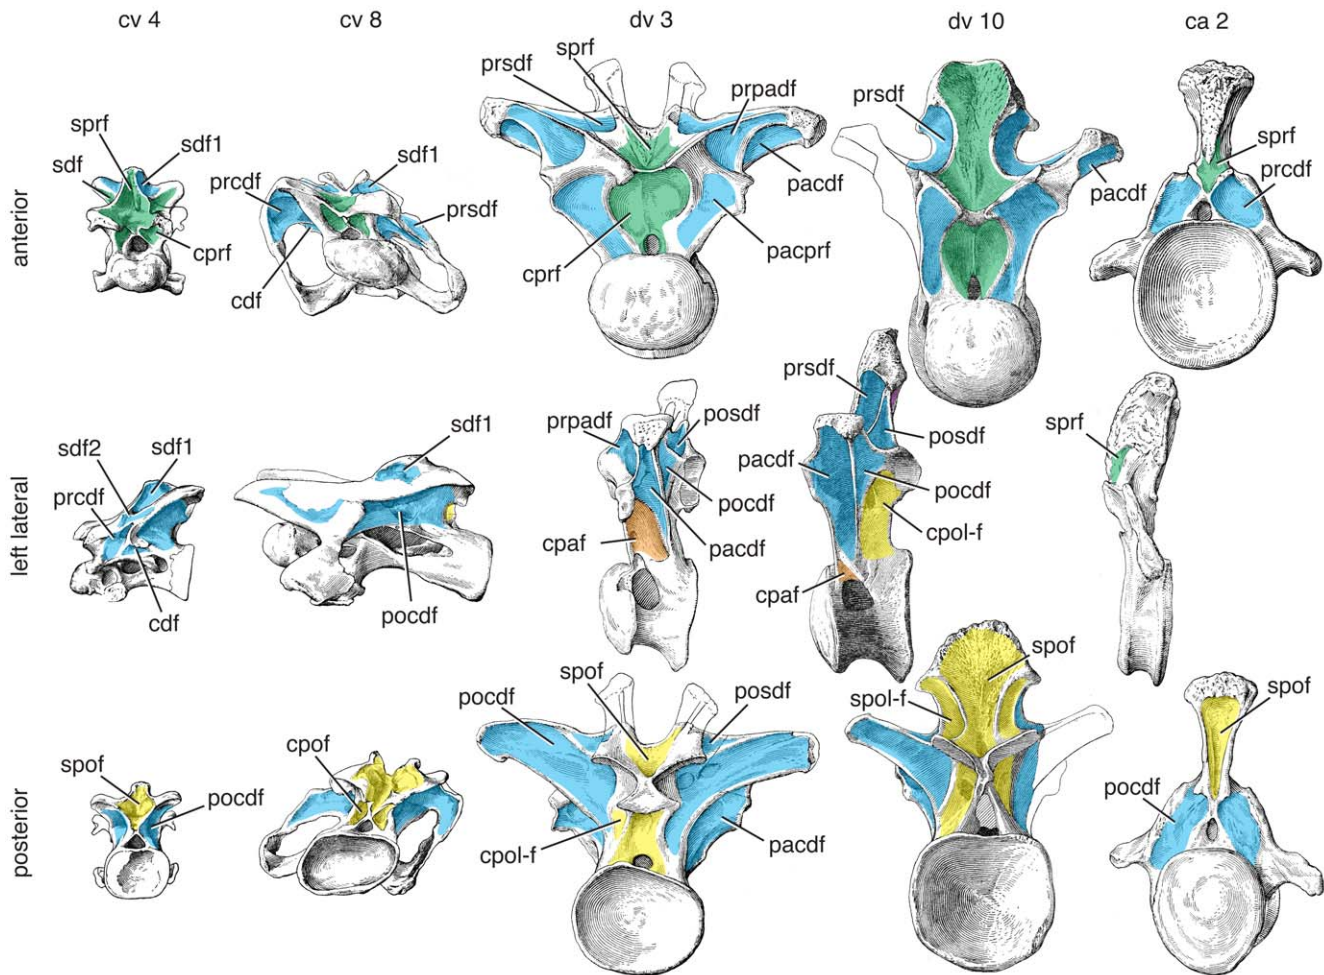 cv 4
cv 8
dv 3
dv 10
ca 2
anterior
sprf
sdf
sdf1
cprf
prcdf
sdf1
prsdf
cdf
prsdf
sprf
prpadf
pacdf
cprf
pacprf
prsdf
pacdf
sprf
prcdf
left lateral
sdf2
sdf1
prcdf
cdf
sdf1
pocdf
prpadf
posdf
pocdf
cpaf
pacdf
prsdf
posdf
pacdf
pocdf
cpol-f
cpaf
sprf
posterior
spof
pocdf
cpof
pocdf
spof
posdf
cpol-f
pacdf
spof
spol-f
spof
pocdf